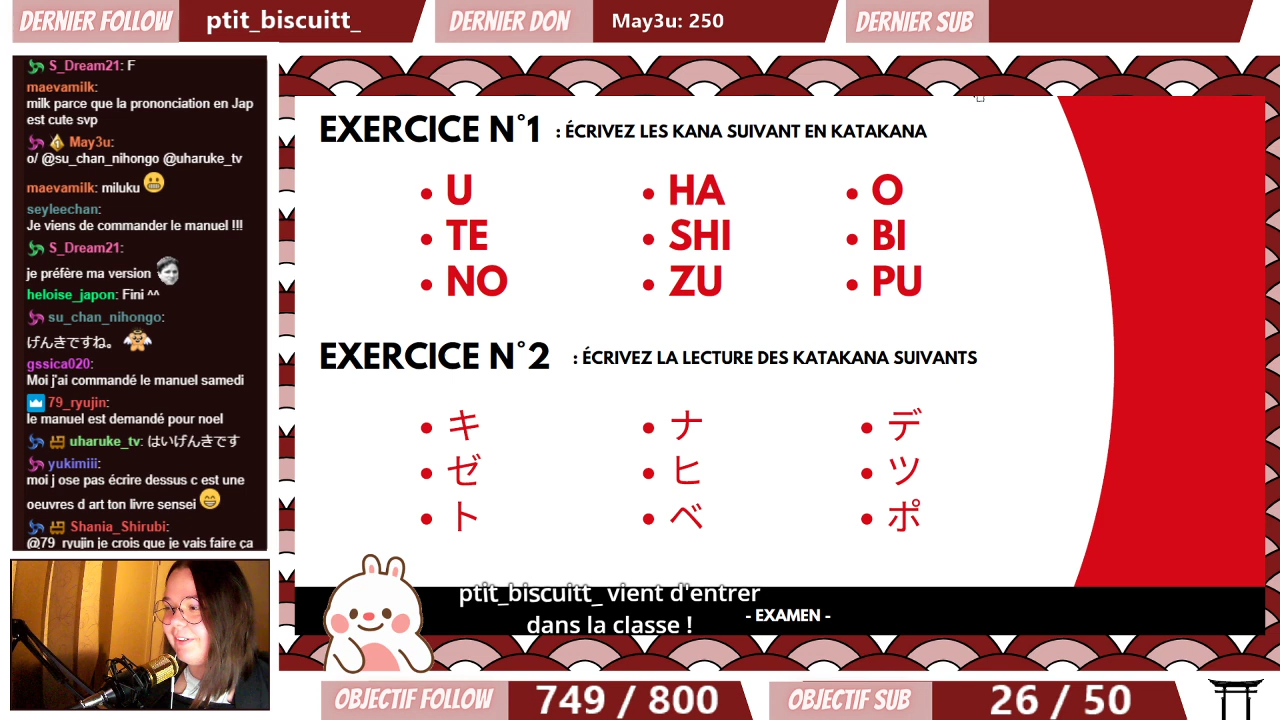 DERNIER FOLLOW ptit_biscuitt_ DERNIER DON May3u: 250 DERNIER SUB
S_Dream21: F
maevamilk:
milk parce que la prononciation en Jap
est cute svp
May3u:
o/ @su_chan_nihongo @uharuke_tv
maevamilk: miluku
seyleechan:
Je viens de commander le manuel !!!
S_Dream21:
je préfère ma version
heloise_japon: Fini ^^
su_chan_nihongo:
げんきですね。
gssica020:
Moi j'ai commandé le manuel samedi
79_ryujin:
le manuel est demandé pour noel
uharuke_tv: はいげんきです
yukimiii:
moi j ose pas écrire dessus c est une
oeuvres d art ton livre sensei
Shania_Shirubi:
@79_ryujin je crois que je vais faire ça
EXERCICE N°1 : ÉCRIVEZ LES KANA SUIVANT EN KATAKANA
• U • HA • O
• TE • SHI • BI
• NO • ZU • PU
EXERCICE N°2 : ÉCRIVEZ LA LECTURE DES KATAKANA SUIVANTS
• キ • ナ • デ
• ゼ • ヒ • ツ
• ト • ベ • ポ
ptit_biscuitt_ vient d'entrer
dans la classe !
- EXAMEN -
OBJECTIF FOLLOW 749 / 800 OBJECTIF SUB 26 / 50